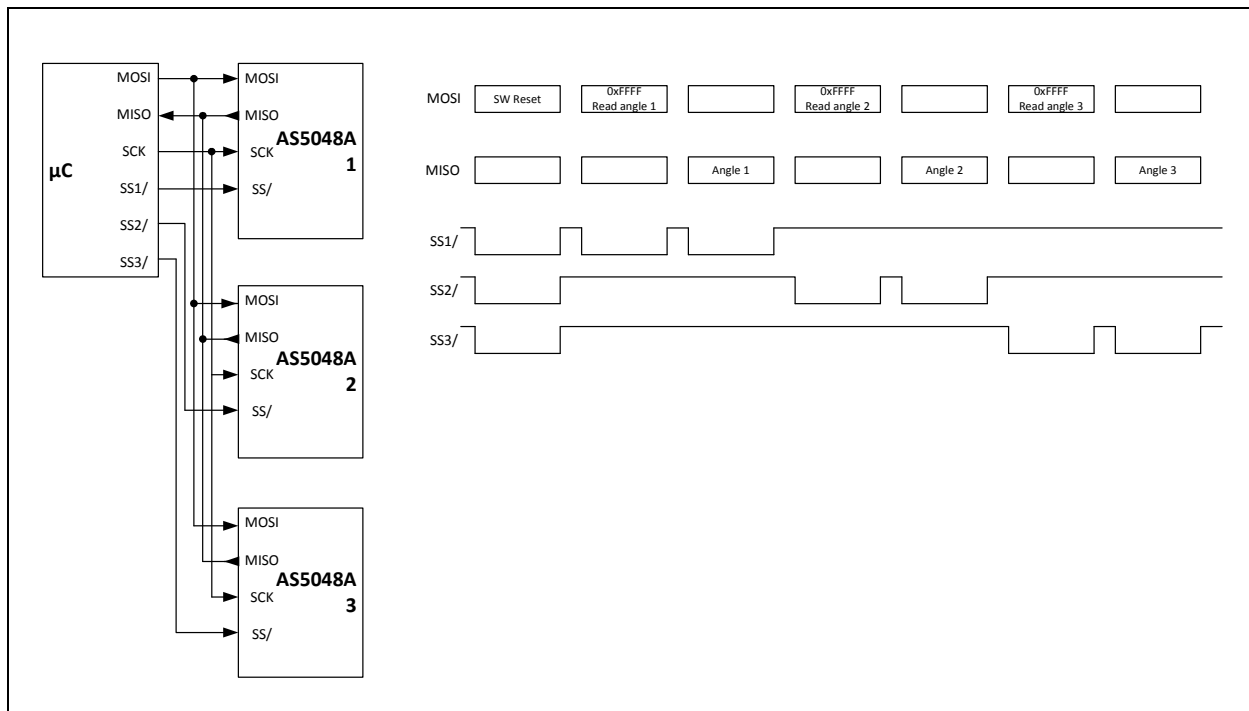 µC
MOSI
MISO
SCK
SS1/
SS2/
SS3/
MOSI
MISO
SCK
SS/
AS5048A
1
MOSI
MISO
SCK
SS/
AS5048A
2
MOSI
MISO
SCK
SS/
AS5048A
3
MOSI
SW Reset
0xFFFF
Read angle 1
0xFFFF
Read angle 2
0xFFFF
Read angle 3
MISO
Angle 1
Angle 2
Angle 3
SS1/
SS2/
SS3/